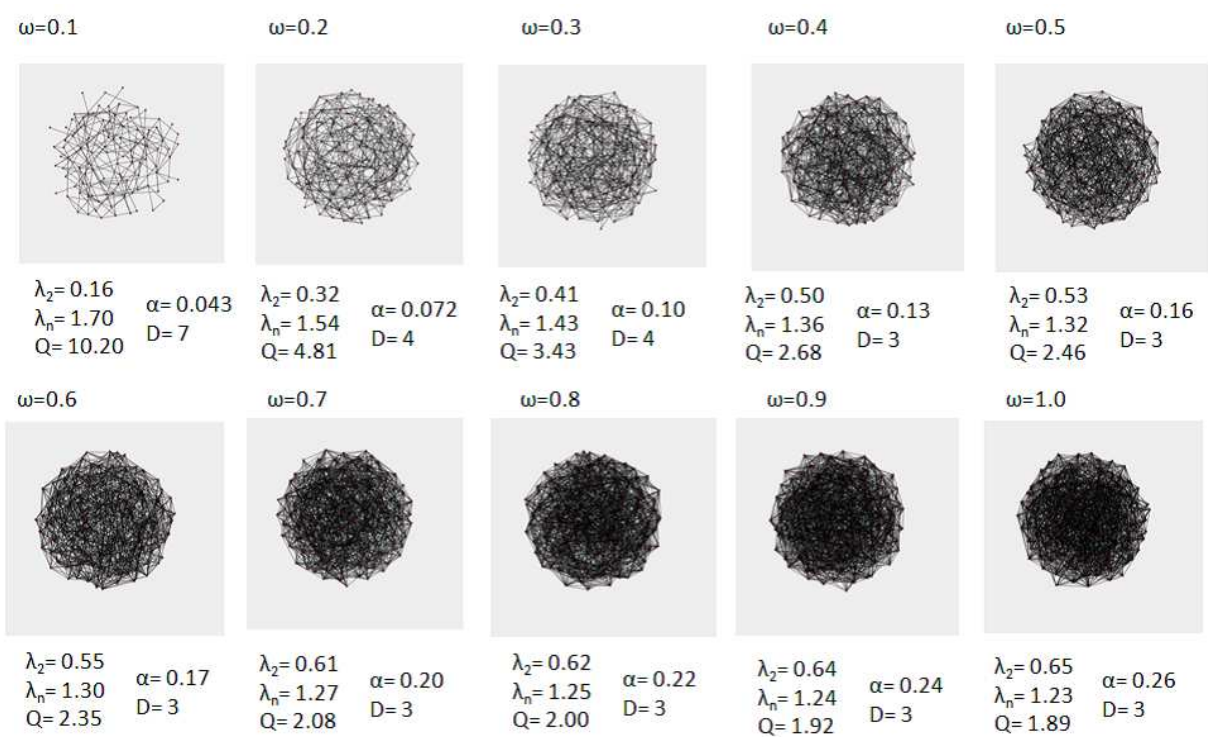 ω=0.1 ω=0.2 ω=0.3 ω=0.4 ω=0.5
λ2= 0.16
λn= 1.70
Q= 10.20
α= 0.043
D= 7
λ2= 0.32
λn= 1.54
Q= 4.81
α= 0.072
D= 4
λ2= 0.41
λn= 1.43
Q= 3.43
α= 0.10
D= 4
λ2= 0.50
λn= 1.36
Q= 2.68
α= 0.13
D= 3
λ2= 0.53
λn= 1.32
Q= 2.46
α= 0.16
D= 3
ω=0.6 ω=0.7 ω=0.8 ω=0.9 ω=1.0
λ2= 0.55
λn= 1.30
Q= 2.35
α= 0.17
D= 3
λ2= 0.61
λn= 1.27
Q= 2.08
α= 0.20
D= 3
λ2= 0.62
λn= 1.25
Q= 2.00
α= 0.22
D= 3
λ2= 0.64
λn= 1.24
Q= 1.92
α= 0.24
D= 3
λ2= 0.65
λn= 1.23
Q= 1.89
α= 0.26
D= 3